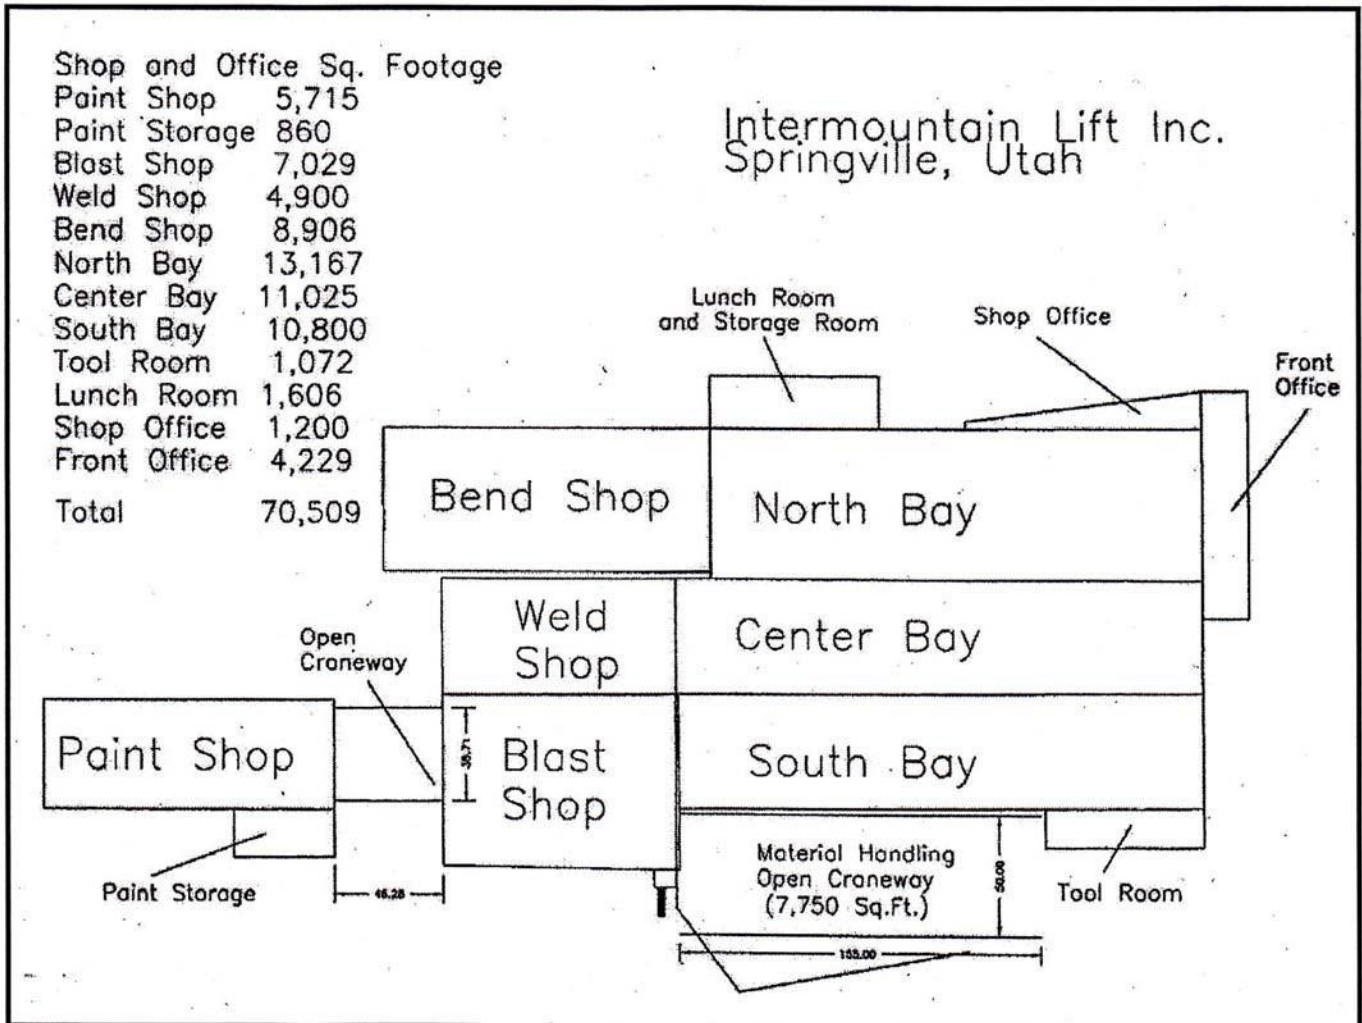 Shop and Office Sq. Footage
Paint Shop 5,715
Paint Storage 860
Blast Shop 7,029
Weld Shop 4,900
Bend Shop 8,906
North Bay 13,167
Center Bay 11,025
South Bay 10,800
Tool Room 1,072
Lunch Room 1,606
Shop Office 1,200
Front Office 4,229
Total 70,509
Intermountain Lift Inc.
Springville, Utah
Lunch Room
and Storage Room
Shop Office
Front
Office
Bend Shop
North Bay
Weld
Shop
Center Bay
Open
Craneway
Paint Shop
38.71
Blast
Shop
South Bay
Material Handling
Open Craneway
(7,750 Sq.Ft.)
50.00
Tool Room
Paint Storage
46.28
155.00